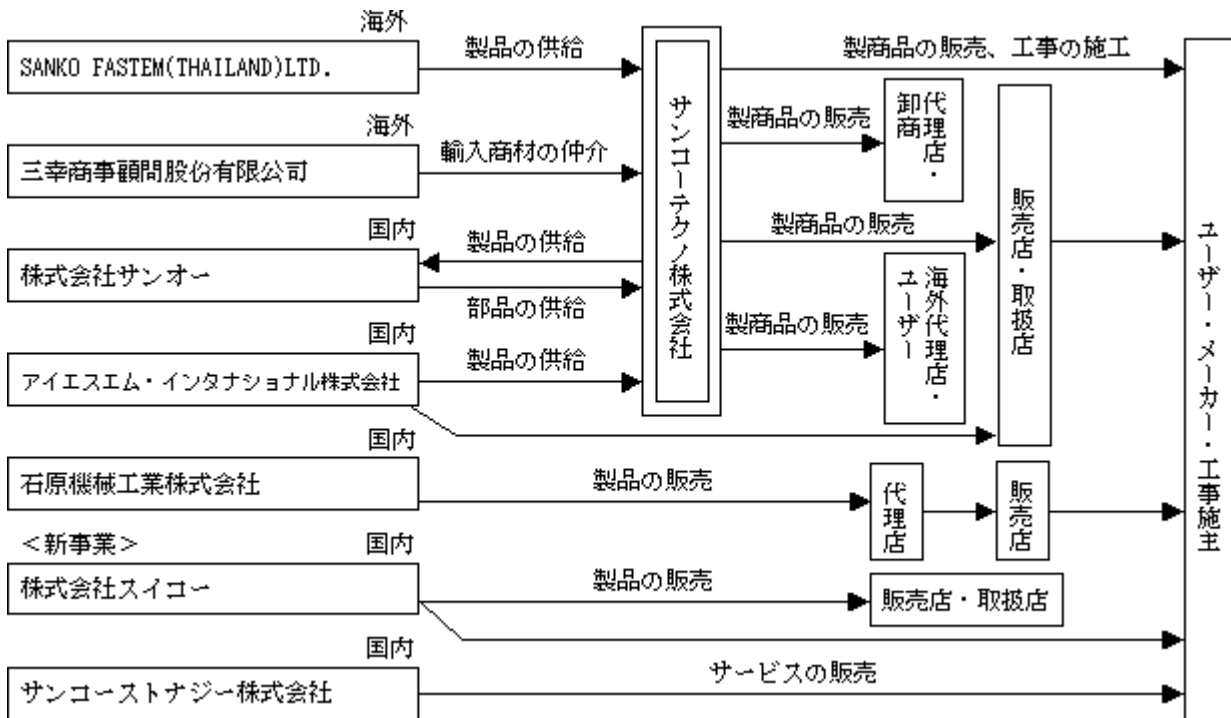 海外
SANKO FASTEM(THAILAND)LTD.
製品の供給
海外
三幸商事顧問股份有限公司
輸入商材の仲介
国内
株式会社サンオー
製品の供給
部品の供給
国内
アイエスエム・インタナショナル株式会社
製品の供給
国内
石原機械工業株式会社
製品の販売
代理店
販売店
<新事業>
国内
株式会社スイコー
製品の販売
販売店・取扱店
国内
サンコーストナジー株式会社
サービスの販売
サンコーテクノ株式会社
製商品の販売、工事の施工
製商品の販売
代理店・
卸商
製商品の販売
販売店・取扱店
製商品の販売
海外代理店・
ユーザー
ユーザー・メーカー・工事施主